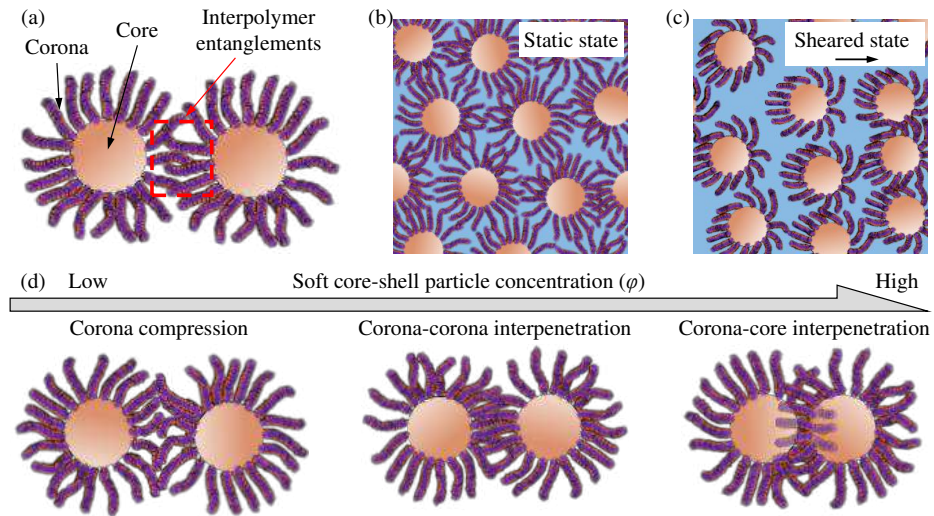 (a)
Corona
Core
Interpolymer
entanglements
(b)
Static state
(c)
Sheared state
(d)
Low
Soft core-shell particle concentration (φ)
High
Corona compression
Corona-corona interpenetration
Corona-core interpenetration